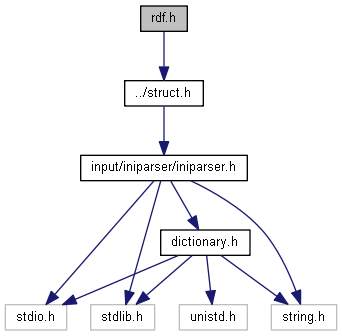 rdf.h
../struct.h
input/iniparser/iniparser.h
dictionary.h
stdio.h
stdlib.h
unistd.h
string.h